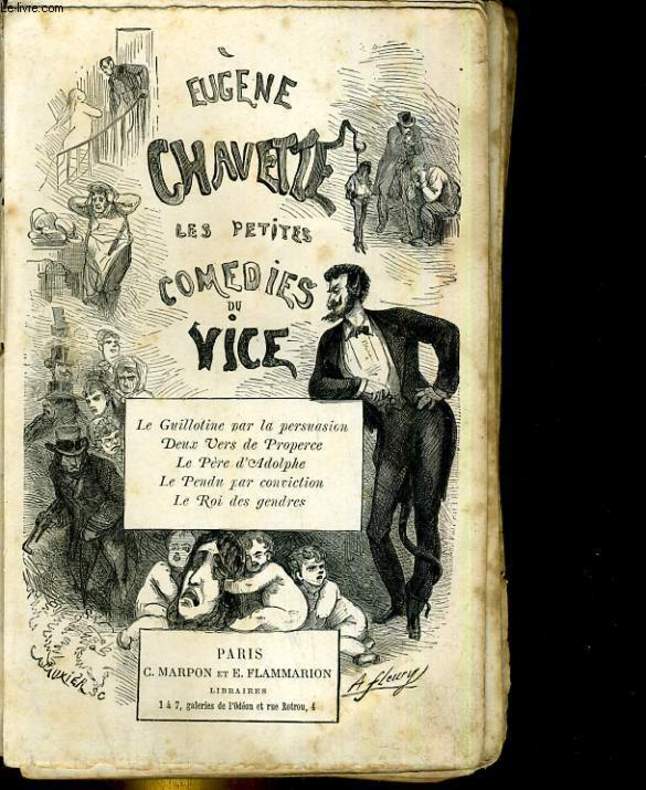 Le-livre.com
EUGÈNE
CHAVETTE
LES PETITES
COMEDIES
DU
VICE
Le Guillotine par la persuasion
Deux Vers de Properce
Le Père d'Adolphe
Le Pendu par conviction
Le Roi des gendres
PARIS
C. MARPON ET E. FLAMMARION
LIBRAIRES
1 à 7, galeries de l'Odéon et rue Rotrou, 4
A Fleury